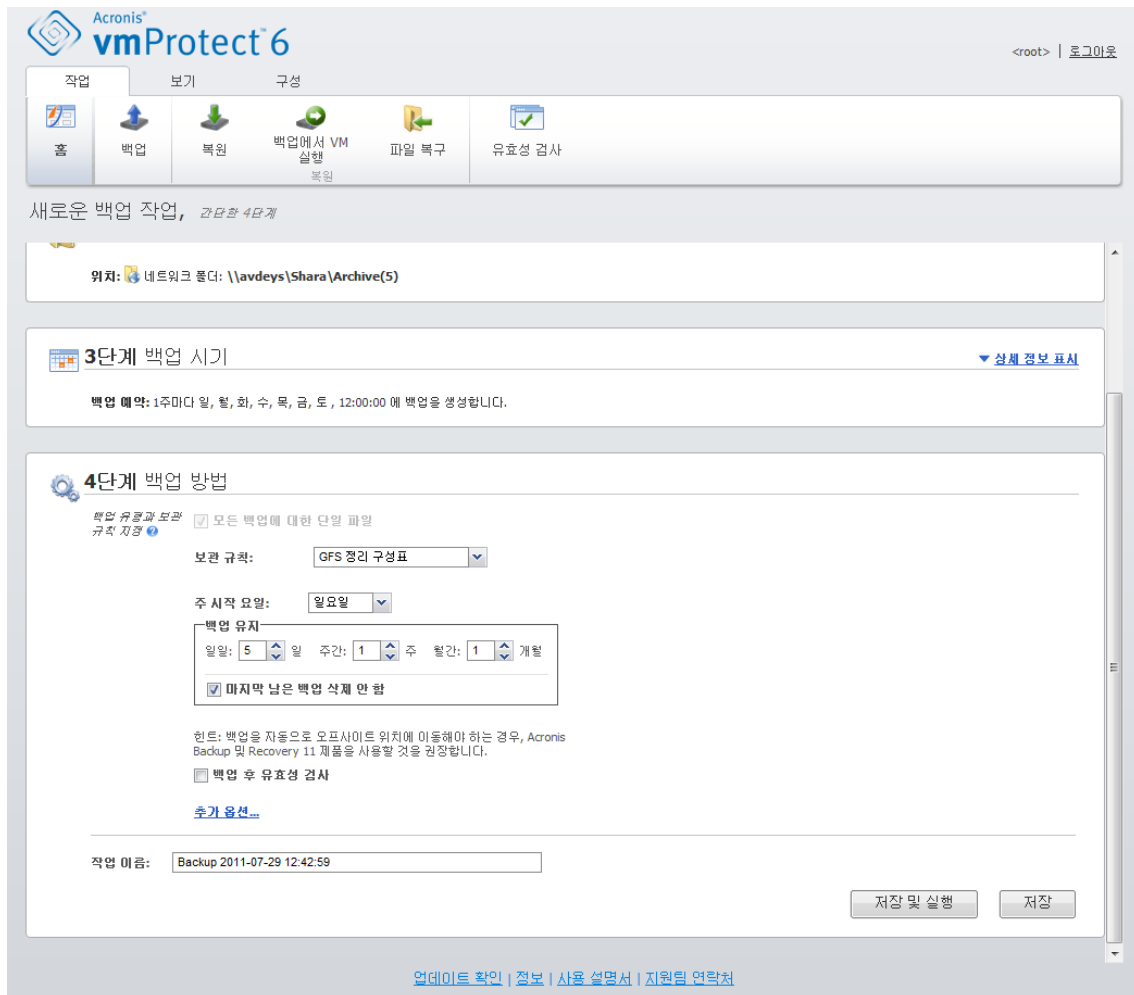 Acronis®
vmProtect™ 6
<root> | 로그아웃
작업
보기
구성
홈
백업
복원
백업에서 VM
실행
파일 복구
유효성 검사
복원
새로운 백업 작업, 간단한 4단계
위치: 네트워크 폴더: \\avdeys\Shara\Archive(5)
3단계 백업 시기
상세 정보 표시
백업 예약: 1주마다 일, 월, 화, 수, 목, 금, 토 , 12:00:00 에 백업을 생성합니다.
4단계 백업 방법
백업 유형과 보관
규칙 지정
모든 백업에 대한 단일 파일
보관 규칙: GFS 정리 구성표
주 시작 요일: 일요일
백업 유지
일일: 5 일 주간: 1 주 월간: 1 개월
마지막 남은 백업 삭제 안 함
힌트: 백업을 자동으로 오프사이트 위치에 이동해야 하는 경우, Acronis
Backup 및 Recovery 11 제품을 사용할 것을 권장합니다.
백업 후 유효성 검사
추가 옵션...
작업 이름: Backup 2011-07-29 12:42:59
저장 및 실행
저장
업데이트 확인 | 정보 | 사용 설명서 | 지원팀 연락처